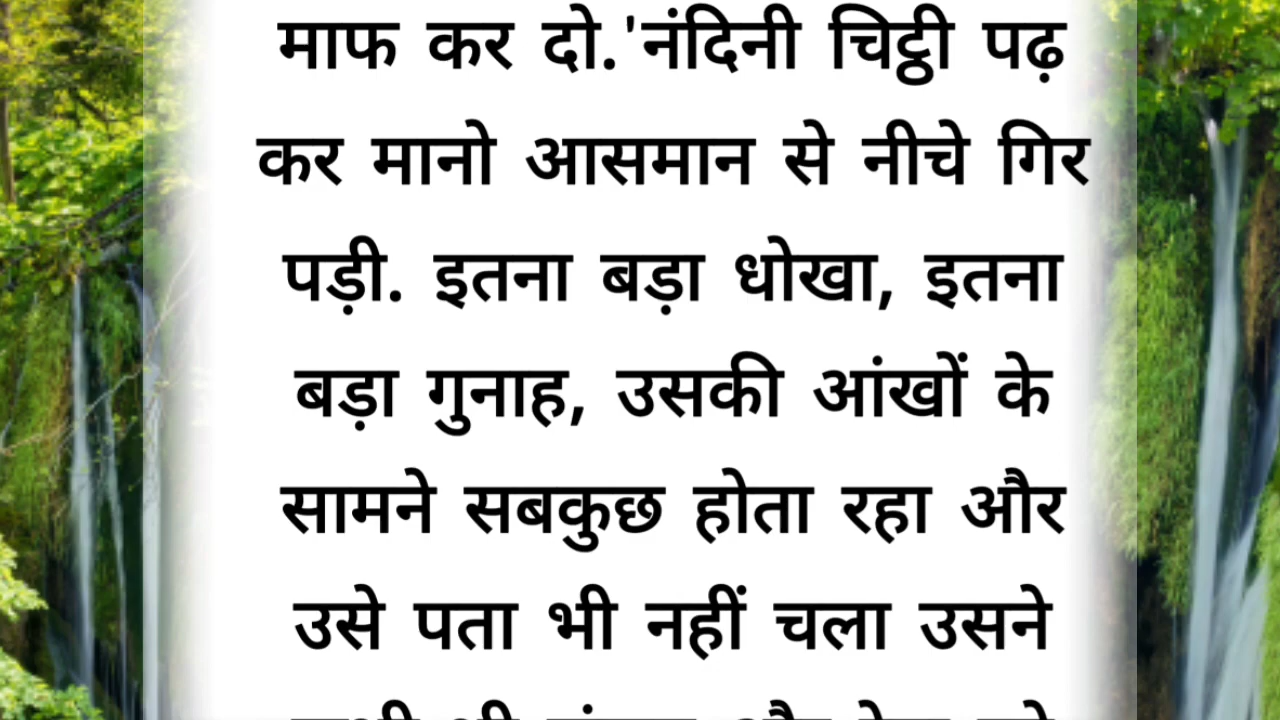 माफ कर दो.'नंदिनी चिट्ठी पढ़
कर मानो आसमान से नीचे गिर
पड़ी. इतना बड़ा धोखा, इतना
बड़ा गुनाह, उसकी आंखों के
सामने सबकुछ होता रहा और
उसे पता भी नहीं चला उसने